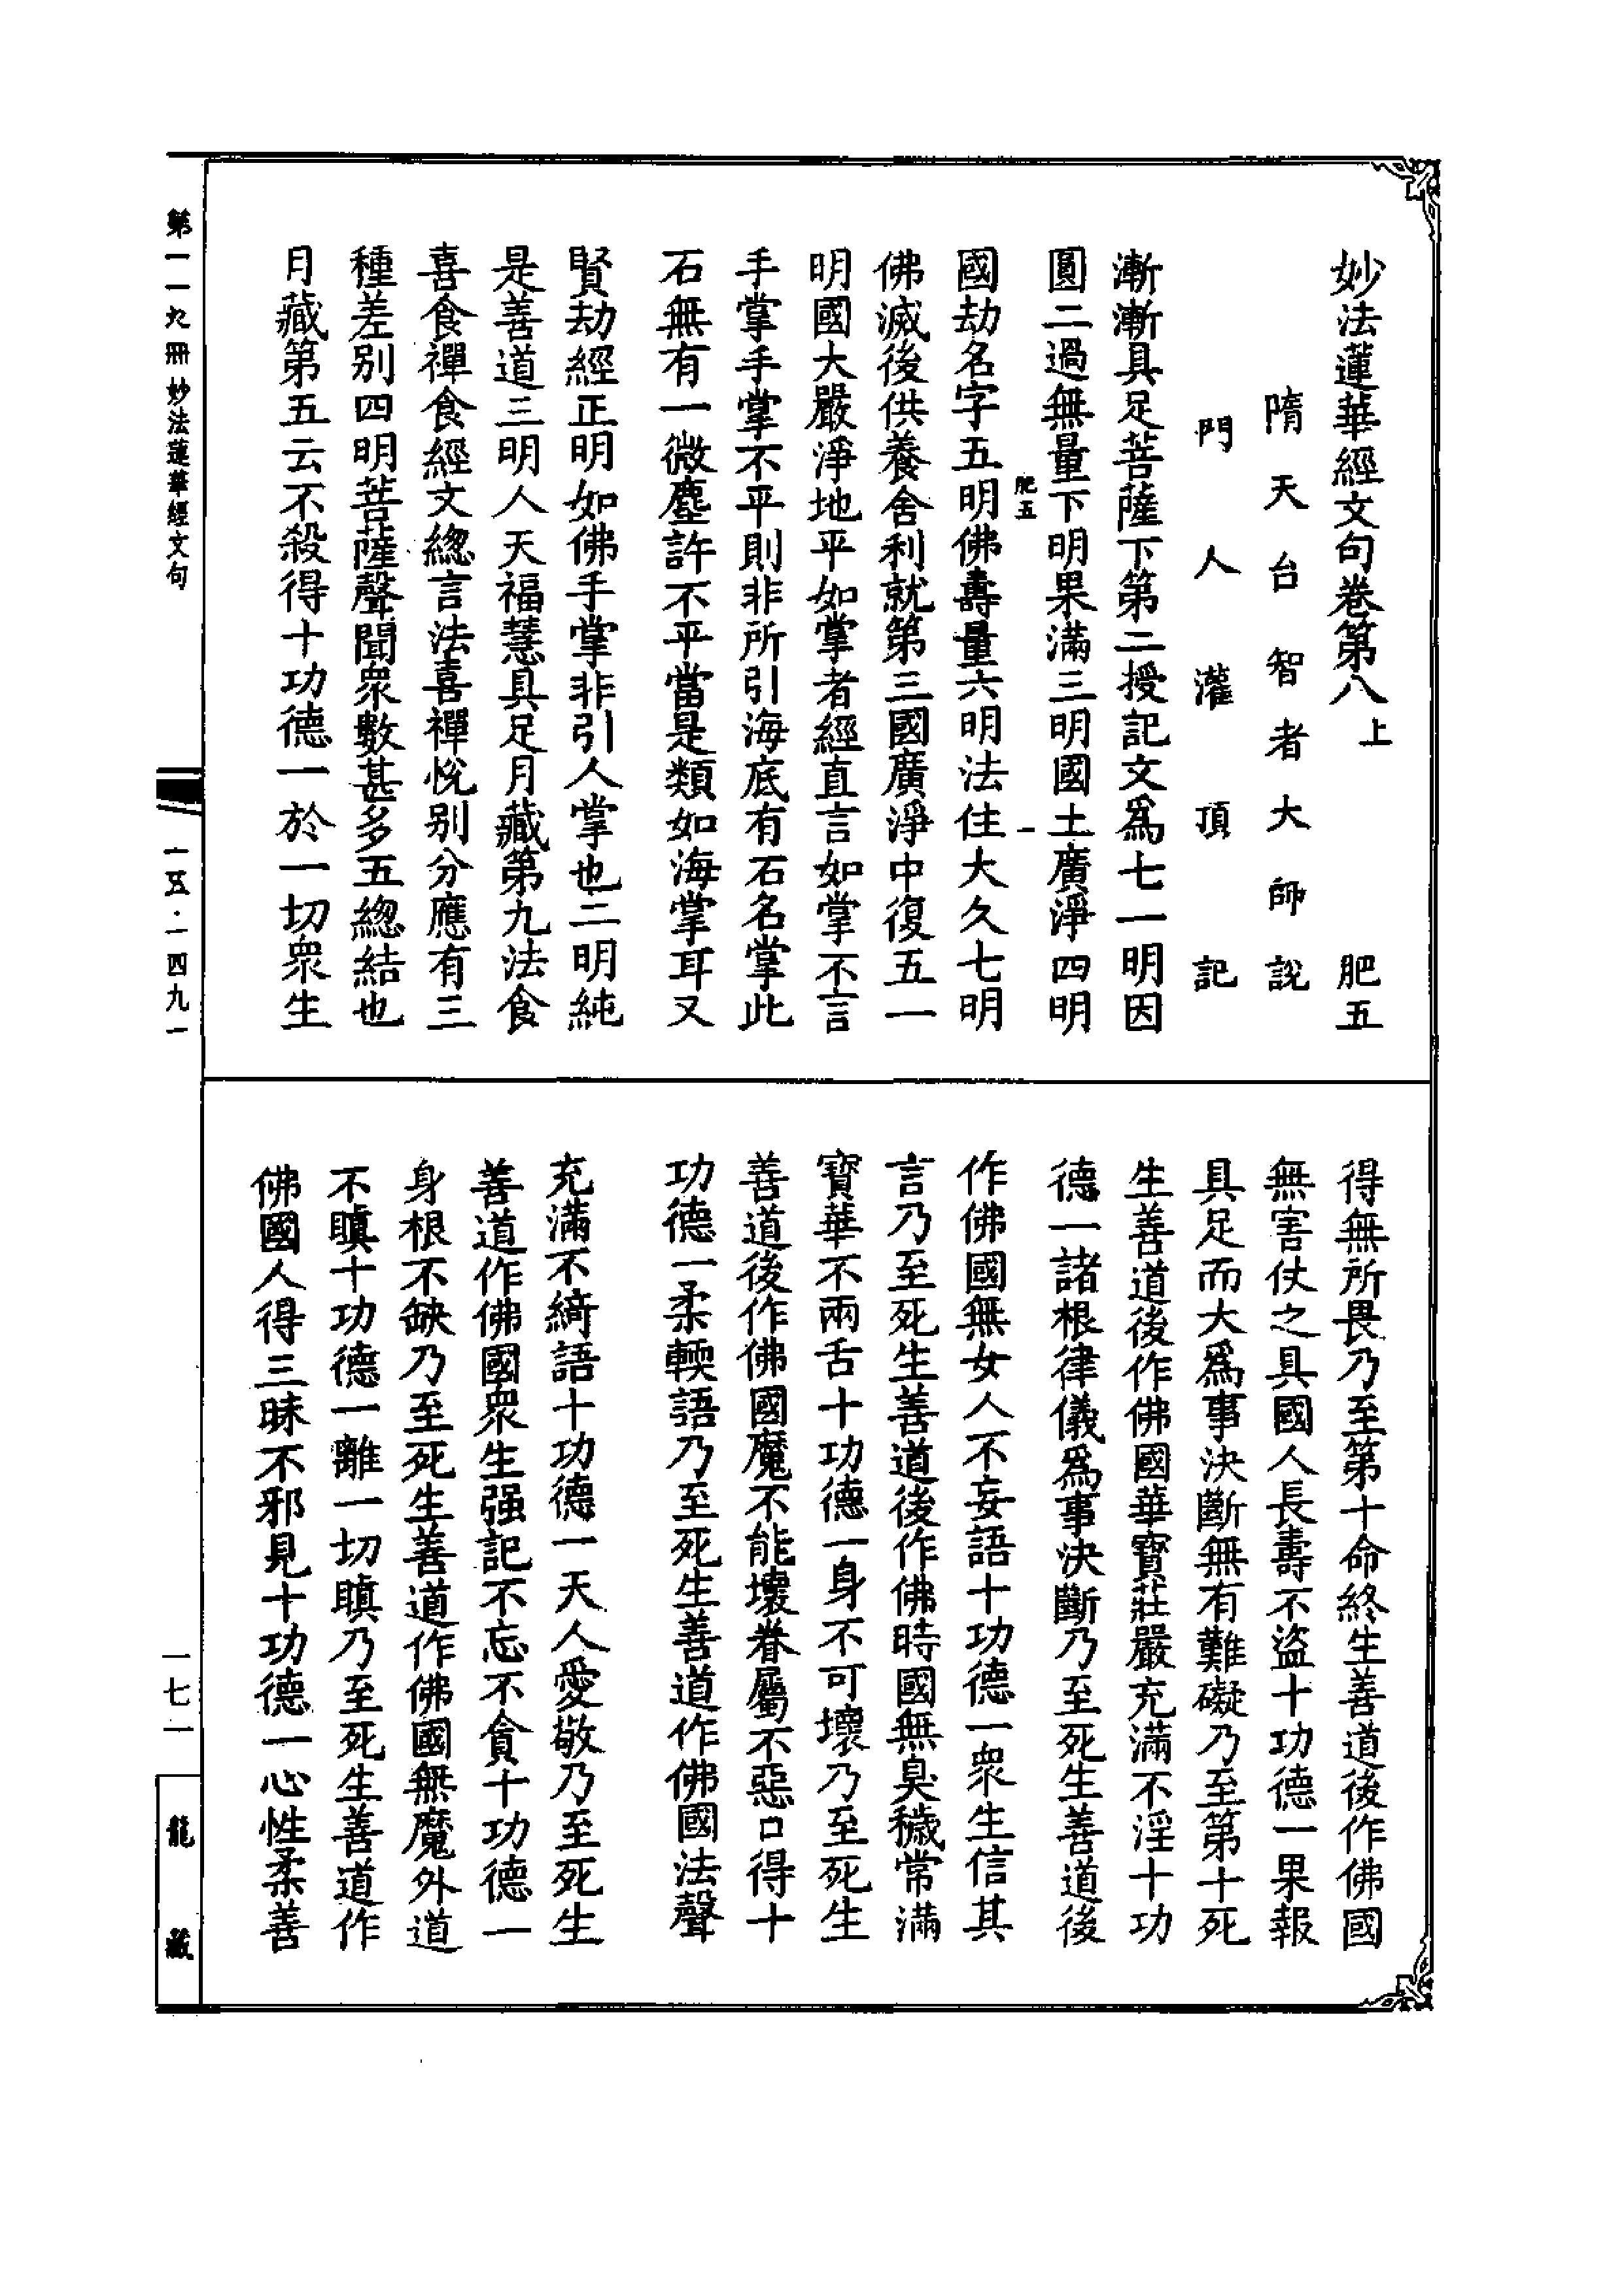 妙法蓮華經文句卷第八上　肥五
隋天台智者大師說
門人灌頂記
漸漸具足菩薩下第二授記文爲七一明因
圓二過無量下明果滿三明國土廣淨四明
肥五　一
國劫名字五明佛壽量六明法住大久七明
佛滅後供養舍利就第三國廣淨中復五一
明國大嚴淨地平如掌者經直言如掌不言
手掌手掌不平則非所引海底有石名掌此
石無有一微塵許不平當是類如海掌耳又
賢劫經正明如佛手掌非引人掌也二明純
是善道三明人天福慧具足月藏第九法食
喜食禪食經文總言法喜禪悅別分應有三
種差別四明菩薩聲聞眾數甚多五總結也
月藏第五云不殺得十功德一於一切眾生
得無所畏乃至第十命終生善道後作佛國
無害仗之具國人長壽不盜十功德一果報
具足而大爲事決斷無有難礙乃至第十死
生善道後作佛國華寶莊嚴充滿不淫十功
德一諸根律儀爲事決斷乃至死生善道後
作佛國無女人不妄語十功德一眾生信其
言乃至死生善道後作佛時國無臭穢常滿
寶華不兩舌十功德一身不可壞乃至死生
善道後作佛國魔不能壞眷屬不惡口得十
功德一柔輭語乃至死生善道作佛國法聲
充滿不綺語十功德一天人愛敬乃至死生
善道作佛國眾生强記不忘不貪十功德一
身根不缺乃至死生善道作佛國無魔外道
不瞋十功德一離一切瞋乃至死生善道作
佛國人得三昧不邪見十功德一心性柔善
第一一九冊　妙法蓮華經文句
一五·一四九一
一七一
龍藏